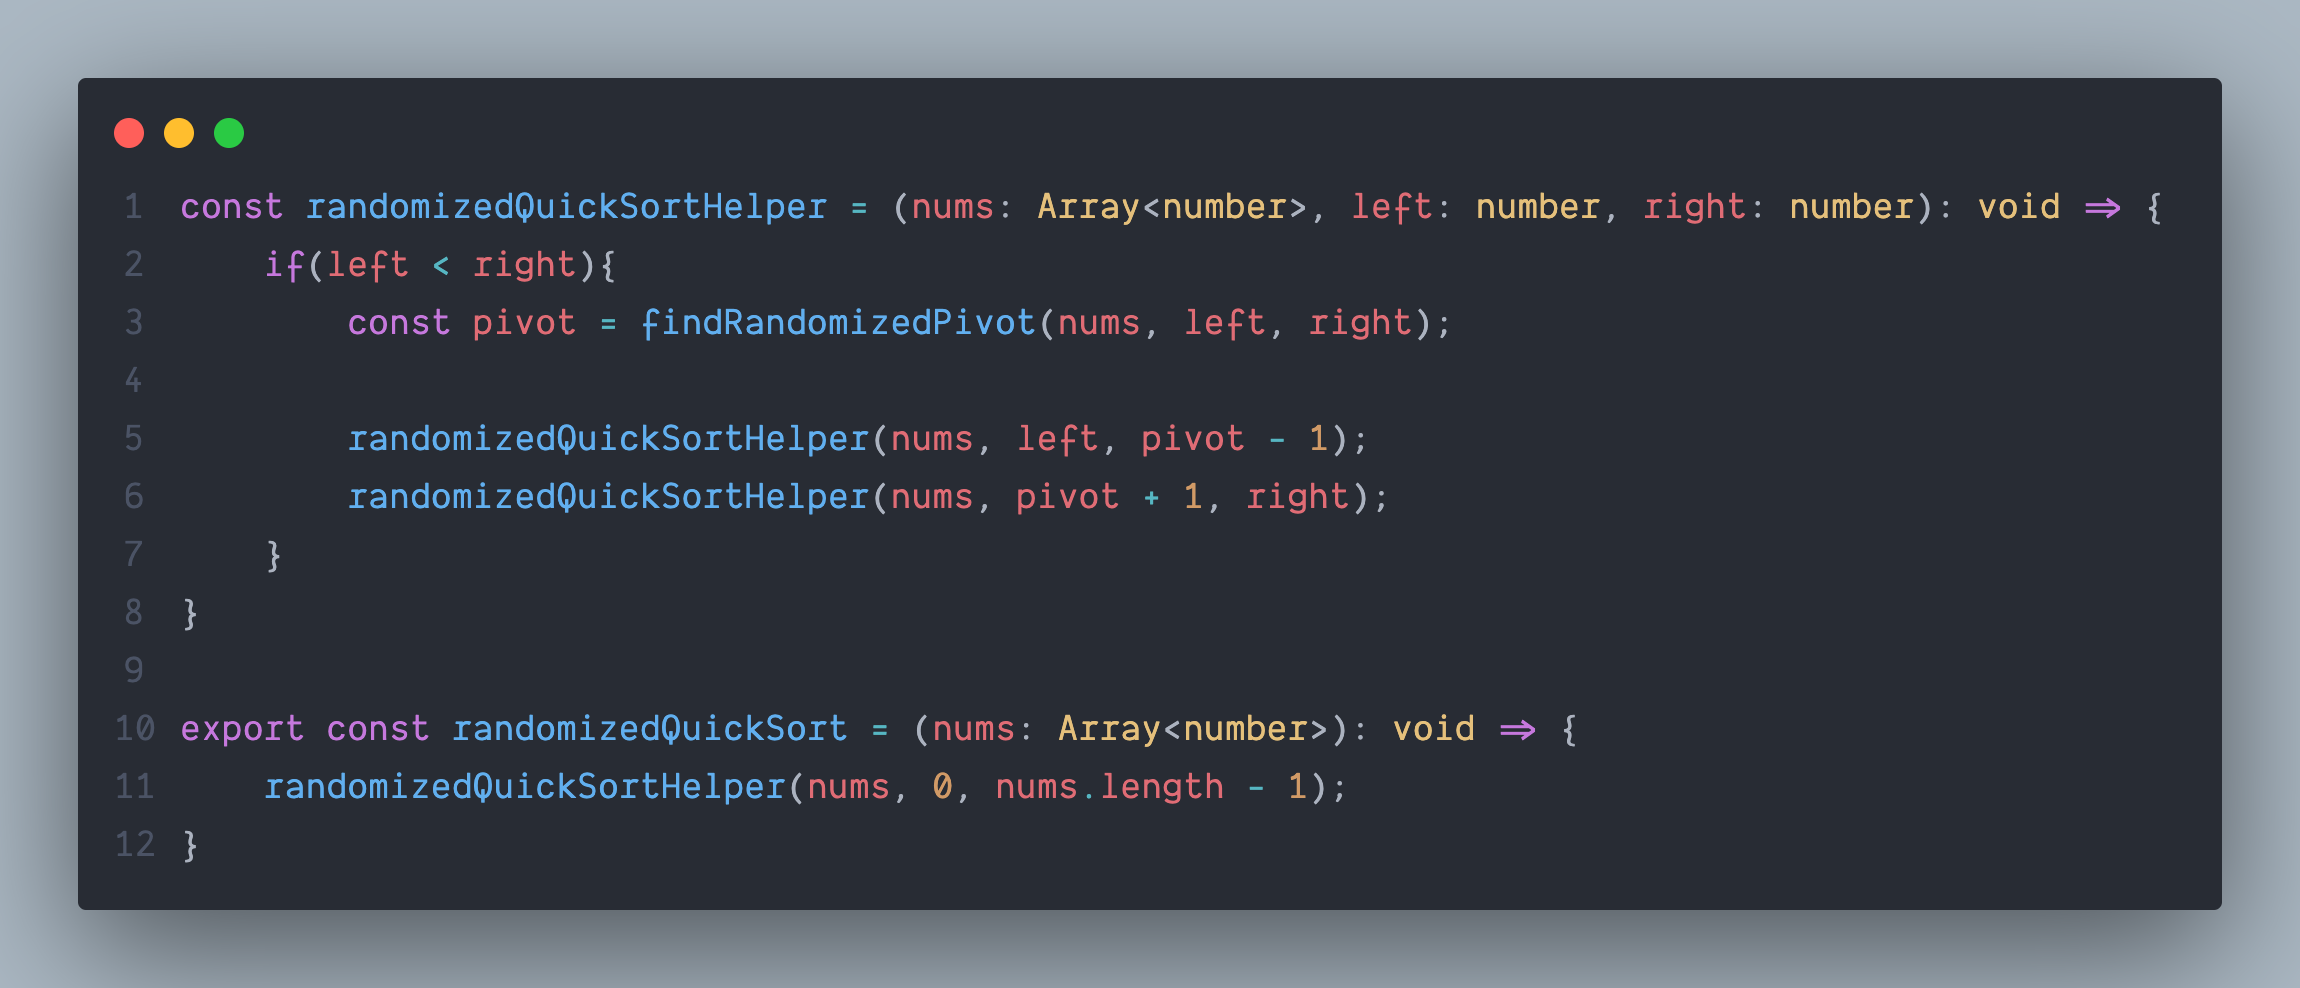 1 const randomizedQuickSortHelper = (nums: Array<number>, left: number, right: number): void => {
2     if(left < right){
3         const pivot = findRandomizedPivot(nums, left, right);
4
5         randomizedQuickSortHelper(nums, left, pivot - 1);
6         randomizedQuickSortHelper(nums, pivot + 1, right);
7     }
8 }
9
10 export const randomizedQuickSort = (nums: Array<number>): void => {
11     randomizedQuickSortHelper(nums, 0, nums.length - 1);
12 }